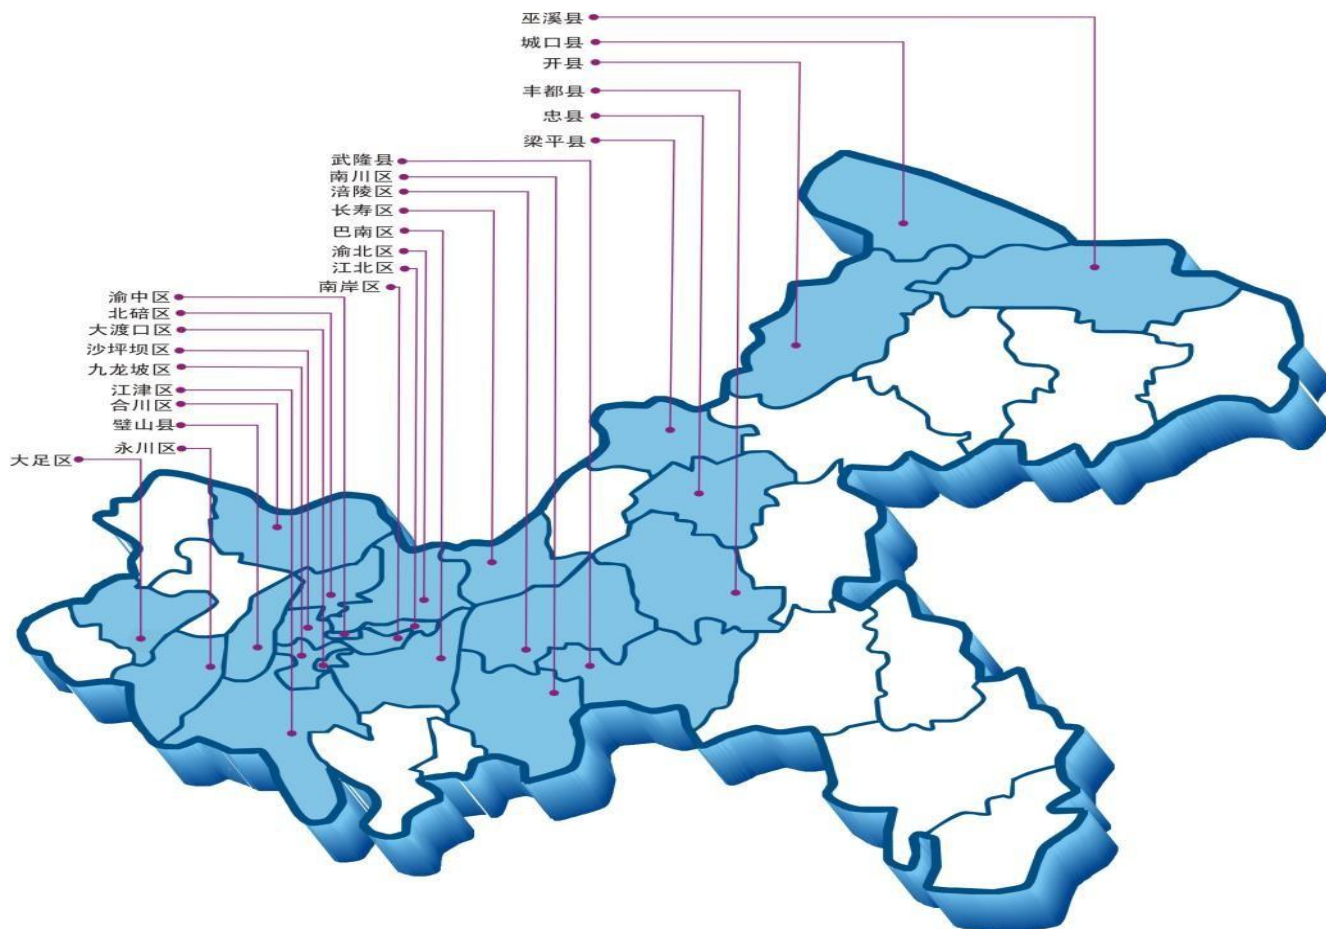 巫溪县
城口县
开县
丰都县
忠县
梁平县
武隆县
南川区
涪陵区
长寿区
巴南区
渝北区
江北区
南岸区
渝中区
北碚区
大渡口区
沙坪坝区
九龙坡区
江津区
合川区
璧山县
永川区
大足区